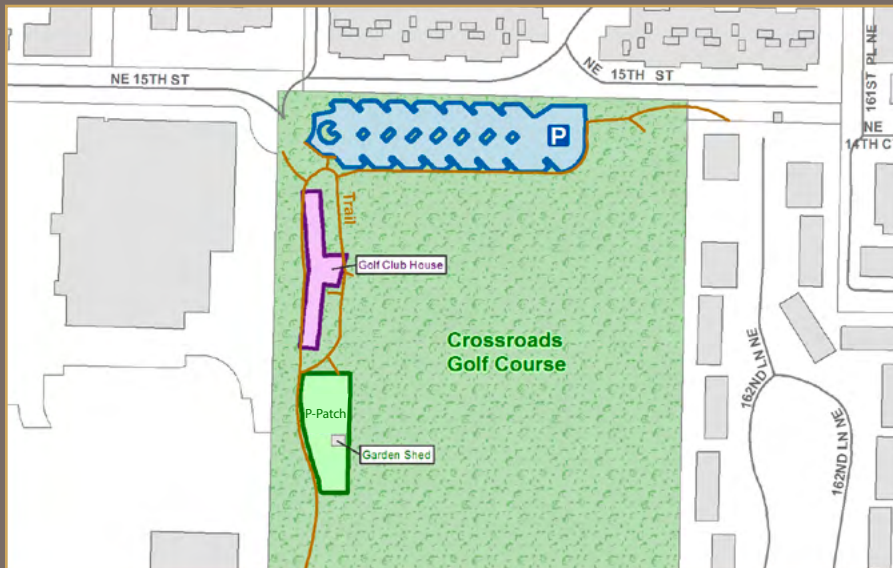 NE 15TH ST
NE 15TH ST
161ST PL NE
NE
14TH C
P
Trail
Golf Club House
Crossroads
Golf Course
P-Patch
Garden Shed
162ND LN NE
162ND LN NE